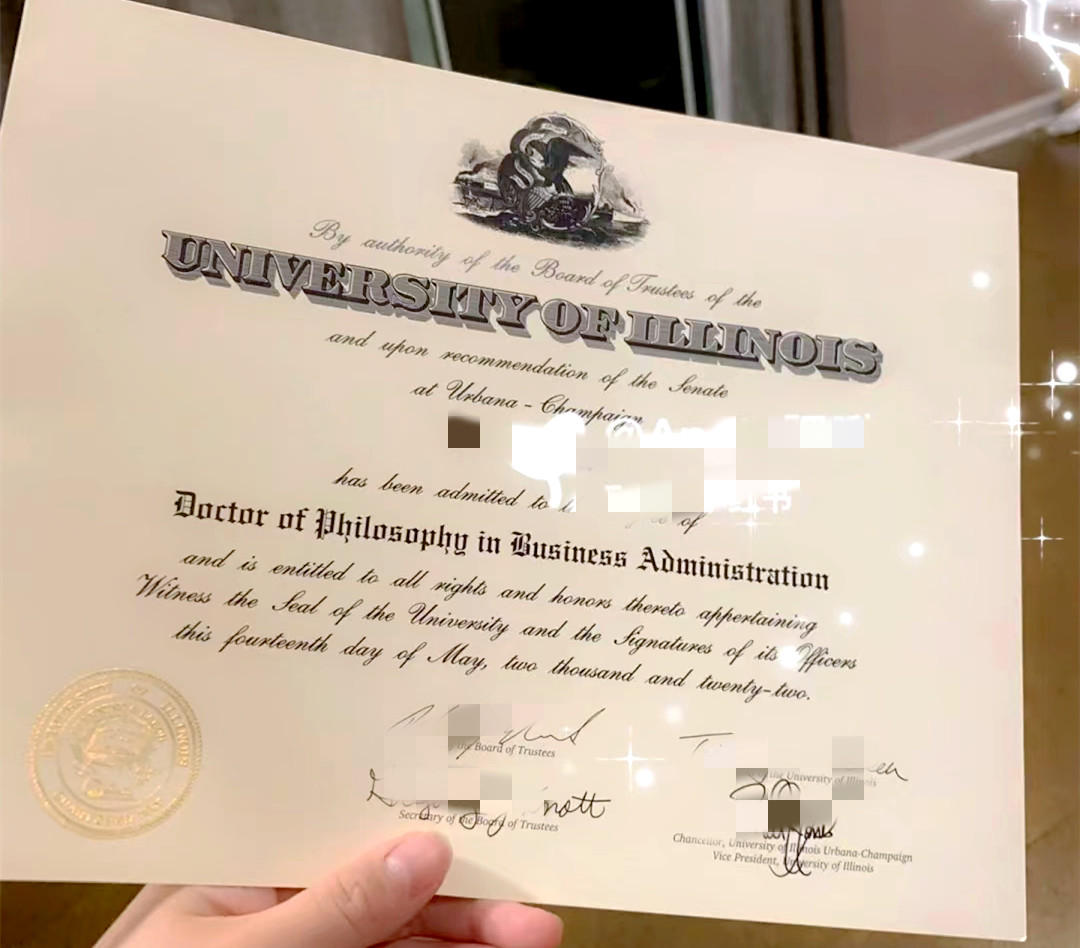 By authority of the Board of Trustees of the
UNIVERSITY OF ILLINOIS
and upon recommendation of the Senate
at Urbana - Champaign
has been admitted to
of
Doctor of Philosophy in Business Administration
and is entitled to all rights and honors thereto appertaining
Witness the Seal of the University and the Signatures of its Officers
this fourteenth day of May, two thousand and twenty-two.
the Board of Trustees
the University of Illinois
Secretary of the Board of Trustees
Chancellor, University of Illinois Urbana-Champaign
Vice President, University of Illinois